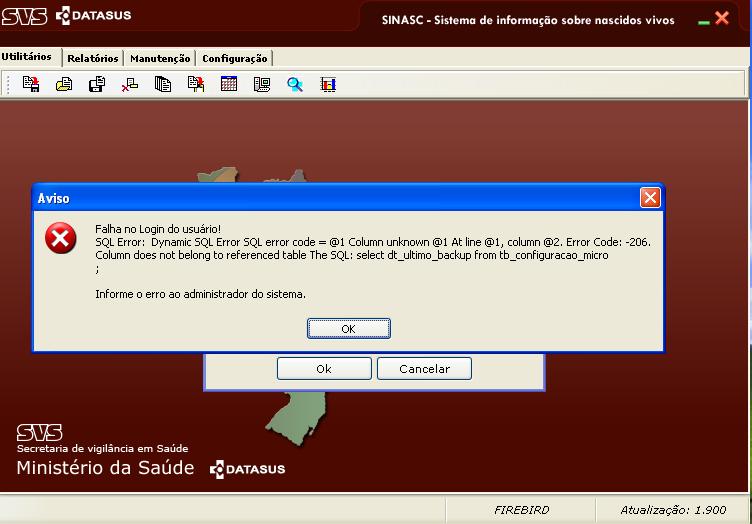 SVS DATASUS
SINASC - Sistema de informação sobre nascidos vivos
Utilitários Relatórios Manutenção Configuração
Aviso
Falha no Login do usuário!
SQL Error: Dynamic SQL Error SQL error code = @1 Column unknown @1 At line @1, column @2. Error Code: -206.
Column does not belong to referenced table The SQL: select dt_ultimo_backup from tb_configuracao_micro
;
Informe o erro ao administrador do sistema.
OK
Ok Cancelar
SVS
Secretaria de vigilância em Saúde
Ministério da Saúde DATASUS
FIREBIRD Atualização: 1.900